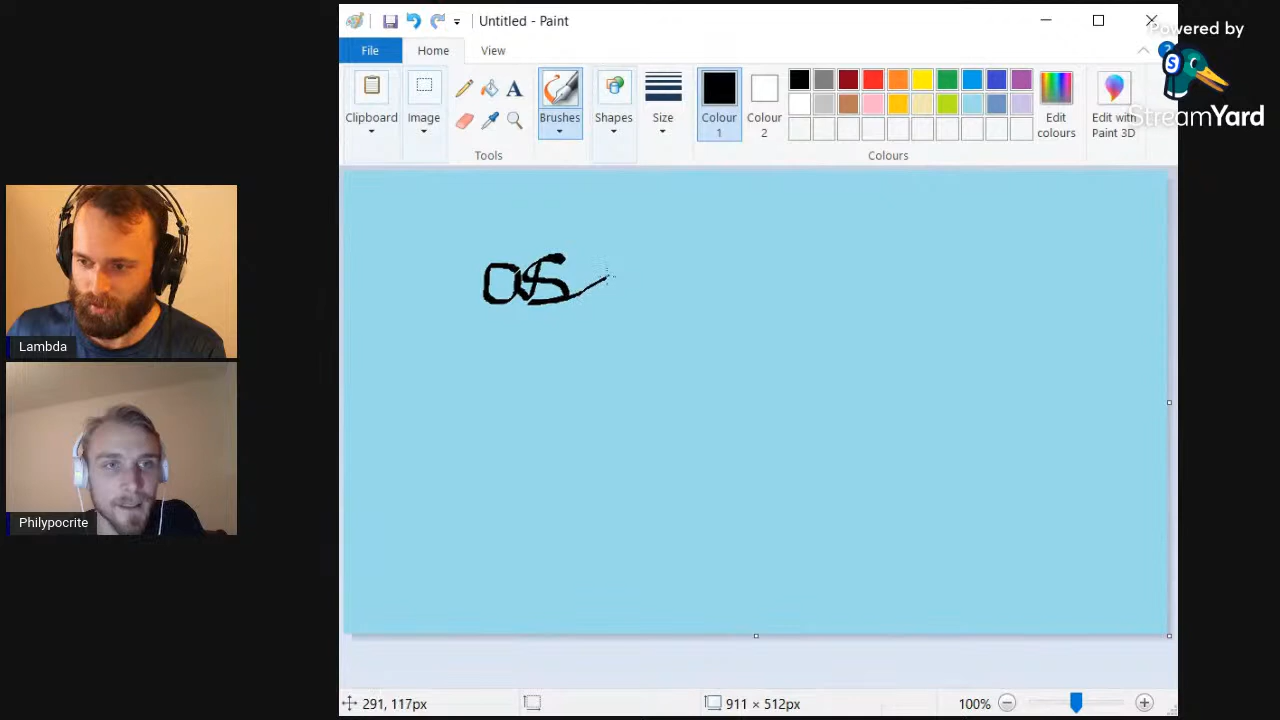 Untitled - Paint
Powered by
StreamYard
File
Home
View
Clipboard
Image
Tools
Brushes
Shapes
Size
Colour
1
Colour
2
Edit
colours
Edit with
Paint 3D
Colours
os
Lambda
Philypocrite
291, 117px
911 × 512px
100%